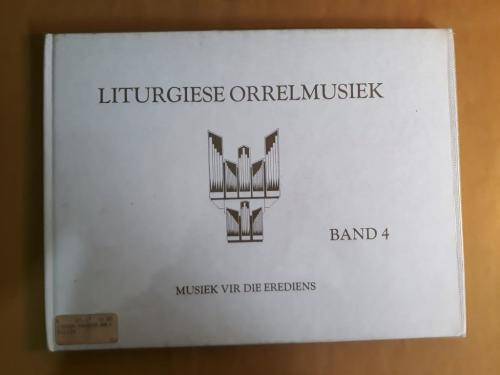 LITURGIESE ORRELMUSIEK
BAND 4
MUSIEK VIR DIE EREDIENS